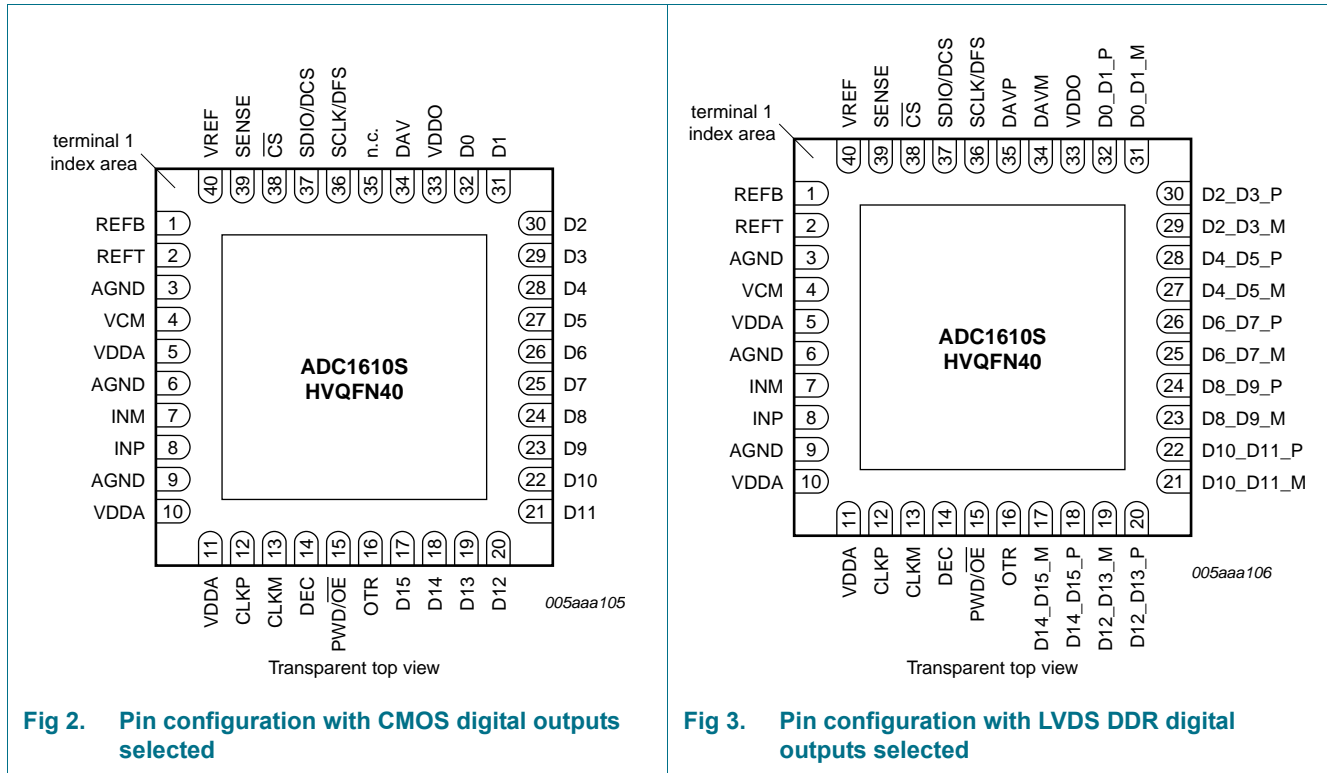 VREF
SENSE
CS
SDIO/DCS
SCLK/DFS
n.c.
DAV
VDDO
D0
D1
terminal 1
index area
40
39
38
37
36
35
34
33
32
31
REFB 1
REFT 2
AGND 3
VCM 4
VDDA 5
AGND 6
INM 7
INP 8
AGND 9
VDDA 10
ADC1610S
HVQFN40
30 D2
29 D3
28 D4
27 D5
26 D6
25 D7
24 D8
23 D9
22 D10
21 D11
11
12
13
14
15
16
17
18
19
20
VDDA
CLKP
CLKM
DEC
PWD/OE
OTR
D15
D14
D13
D12
005aaa105
Transparent top view
Fig 2. Pin configuration with CMOS digital outputs
selected
VREF
SENSE
CS
SDIO/DCS
SCLK/DFS
DAVP
DAVM
VDDO
D0_D1_P
D0_D1_M
terminal 1
index area
40
39
38
37
36
35
34
33
32
31
REFB 1
REFT 2
AGND 3
VCM 4
VDDA 5
AGND 6
INM 7
INP 8
AGND 9
VDDA 10
ADC1610S
HVQFN40
30 D2_D3_P
29 D2_D3_M
28 D4_D5_P
27 D4_D5_M
26 D6_D7_P
25 D6_D7_M
24 D8_D9_P
23 D8_D9_M
22 D10_D11_P
21 D10_D11_M
11
12
13
14
15
16
17
18
19
20
VDDA
CLKP
CLKM
DEC
PWD/OE
OTR
D14_D15_M
D14_D15_P
D12_D13_M
D12_D13_P
005aaa106
Transparent top view
Fig 3. Pin configuration with LVDS DDR digital
outputs selected